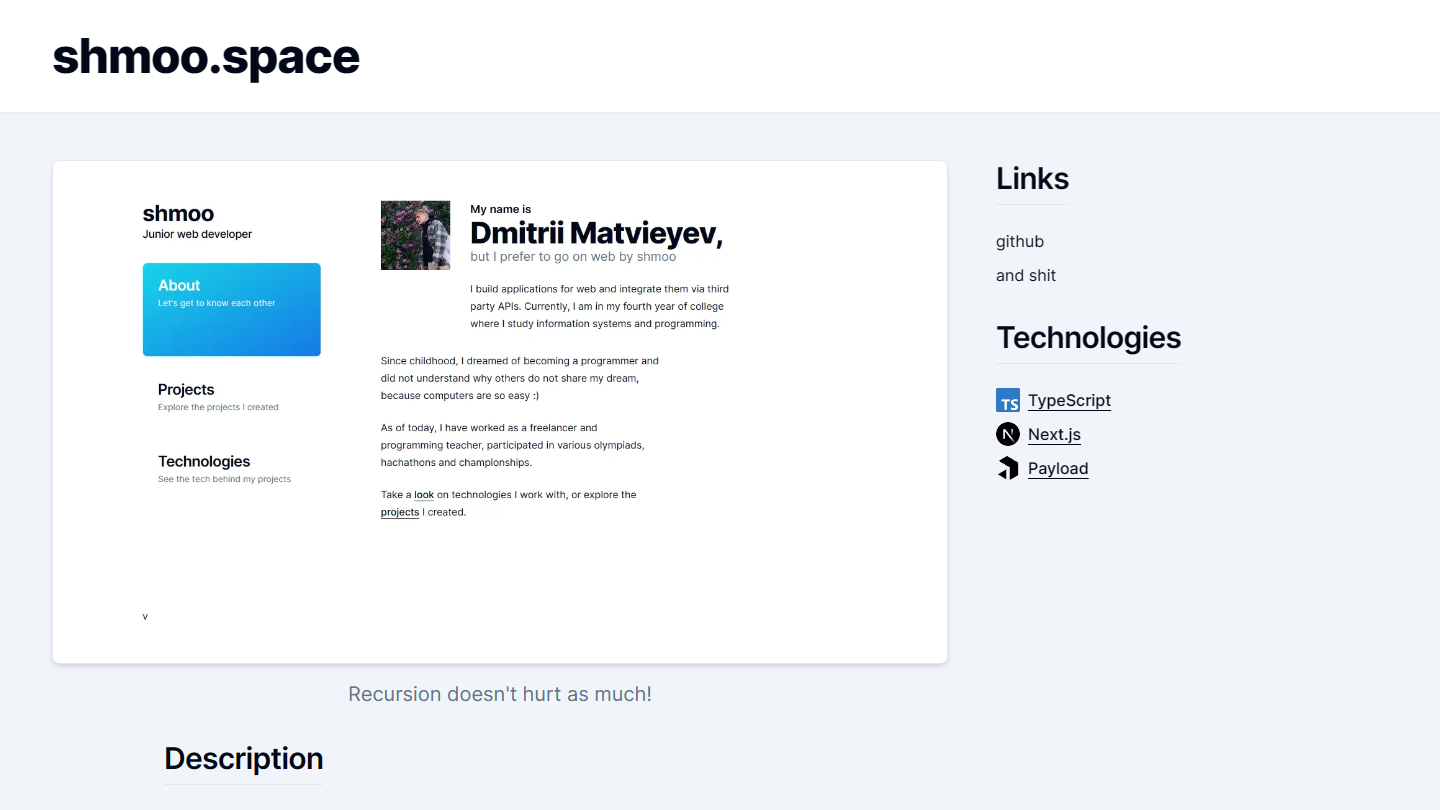 shmoo.space
shmoo
Junior web developer
About
Let's get to know each other
Projects
Explore the projects I created
Technologies
See the tech behind my projects
v
My name is
Dmitrii Matvieyev,
but I prefer to go on web by shmoo
I build applications for web and integrate them via third
party APIs. Currently, I am in my fourth year of college
where I study information systems and programming.
Since childhood, I dreamed of becoming a programmer and
did not understand why others do not share my dream,
because computers are so easy :)
As of today, I have worked as a freelancer and
programming teacher, participated in various olympiads,
hachathons and championships.
Take a look on technologies I work with, or explore the
projects I created.
Recursion doesn't hurt as much!
Description
Links
github
and shit
Technologies
TS TypeScript
N Next.js
Payload